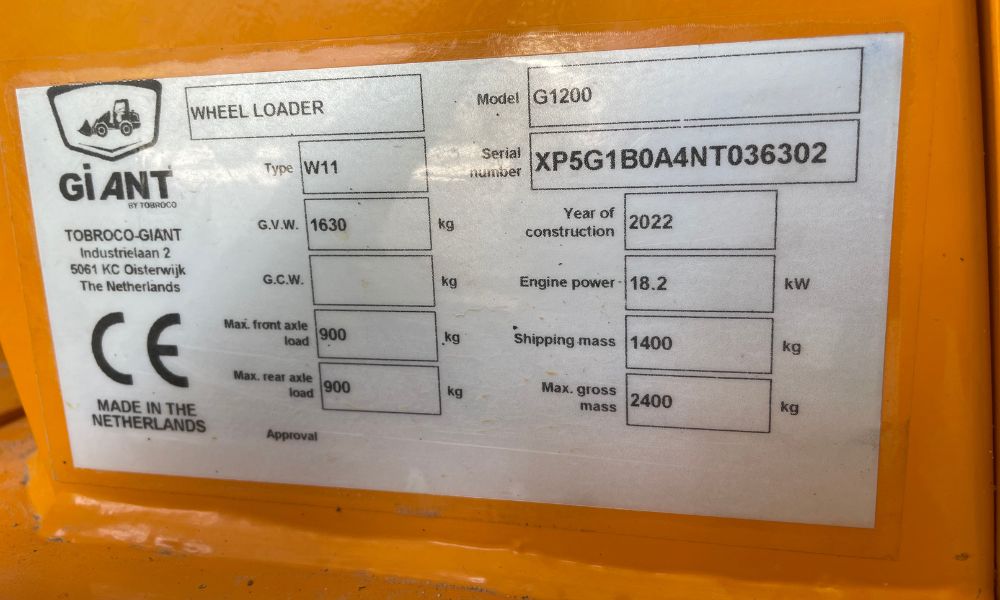 GiANT
BY TOBROCO
TOBROCO-GIANT
Industrielaan 2
5061 KC Oisterwijk
The Netherlands
CE
MADE IN THE
NETHERLANDS
WHEEL LOADER
Type W11
G.V.W. 1630 kg
G.C.W. kg
Max. front axle
load 900 kg
Max. rear axle
load 900 kg
Approval
Model G1200
Serial
number XP5G1B0A4NT036302
Year of
construction 2022
Engine power 18.2 kW
Shipping mass 1400 kg
Max. gross
mass 2400 kg